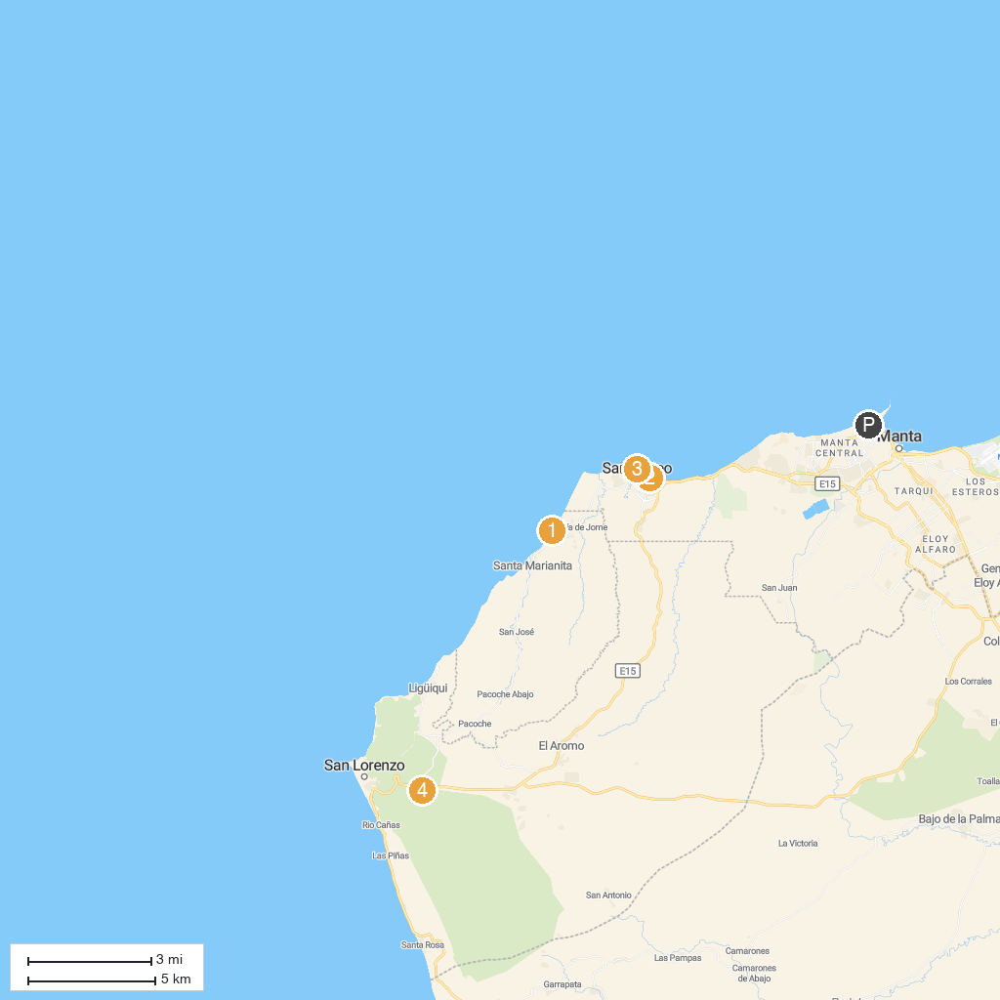 P
Manta
MANTA
CENTRAL
3
2
E15
LOS
ESTEROS
TARQUI
1
de Jome
ELOY
ALFARO
Santa Marianita
San Juan
San José
E15
Los Corrales
Ligüiqui
Pacoche Abajo
Pacoche
El Aromo
San Lorenzo
4
Rio Cañas
Bajo de la Palma
La Victoria
Las Piñas
San Antonio
Santa Rosa
Camarones
Las Pampas
Camarones
de Abajo
Garrapata
3 mi
5 km